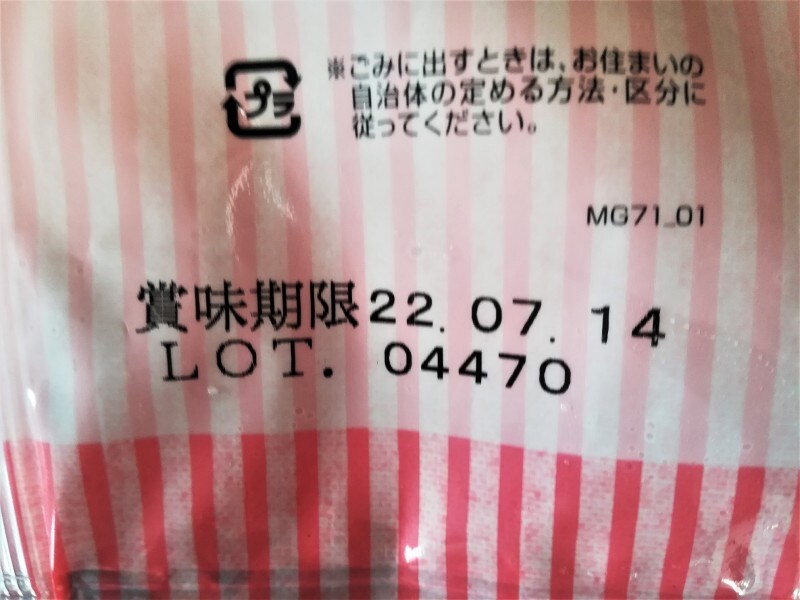 プラ
※ごみに出すときは、お住まいの
自治体の定める方法・区分に
従ってください。
MG71_01
賞味期限22.07.14
LOT. 04470